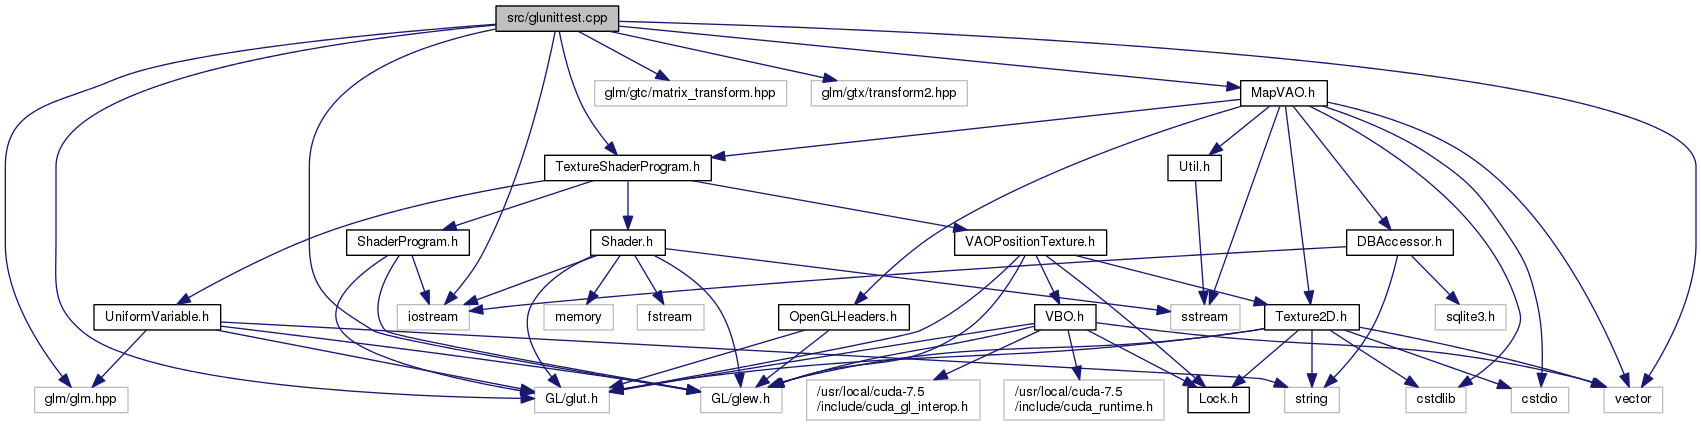 src/glunittest.cpp
glm/gtc/matrix_transform.hpp
glm/gtx/transform2.hpp
MapVAO.h
TextureShaderProgram.h
Util.h
ShaderProgram.h
Shader.h
VAOPositionTexture.h
DBAccessor.h
UniformVariable.h
iostream
memory
fstream
OpenGLHeaders.h
VBO.h
sstream
Texture2D.h
sqlite3.h
glm/glm.hpp
GL/glut.h
GL/glew.h
/usr/local/cuda-7.5
/include/cuda_gl_interop.h
/usr/local/cuda-7.5
/include/cuda_runtime.h
Lock.h
string
cstdlib
cstdio
vector